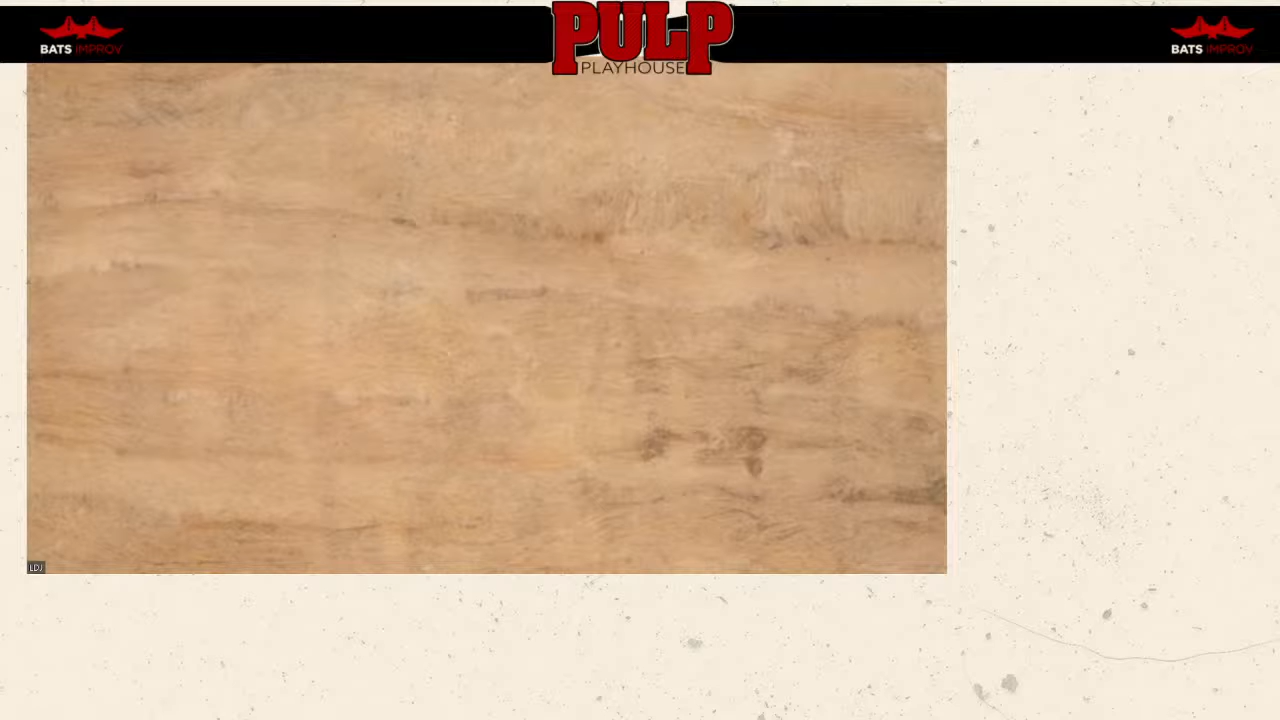 PULP
PLAYHOUSE
BATS IMPROV
BATS IMPROV
LDJ